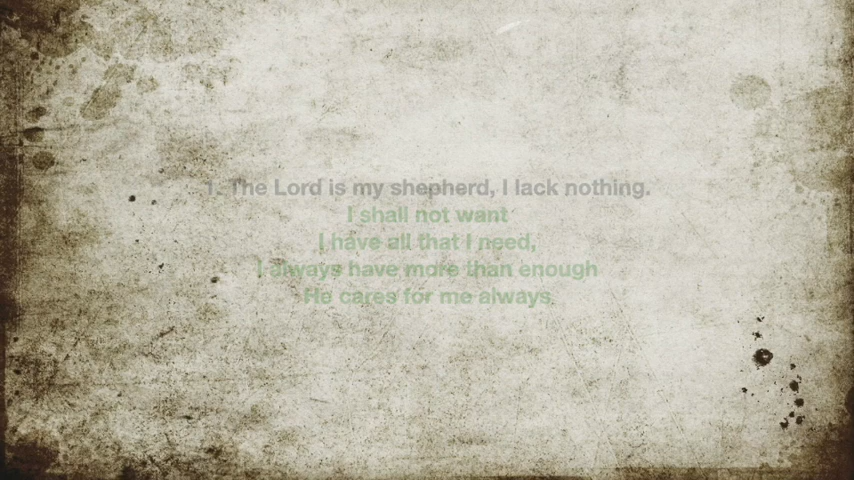 1. The Lord is my shepherd, I lack nothing.
I shall not want
I have all that I need,
I always have more than enough
He cares for me always.